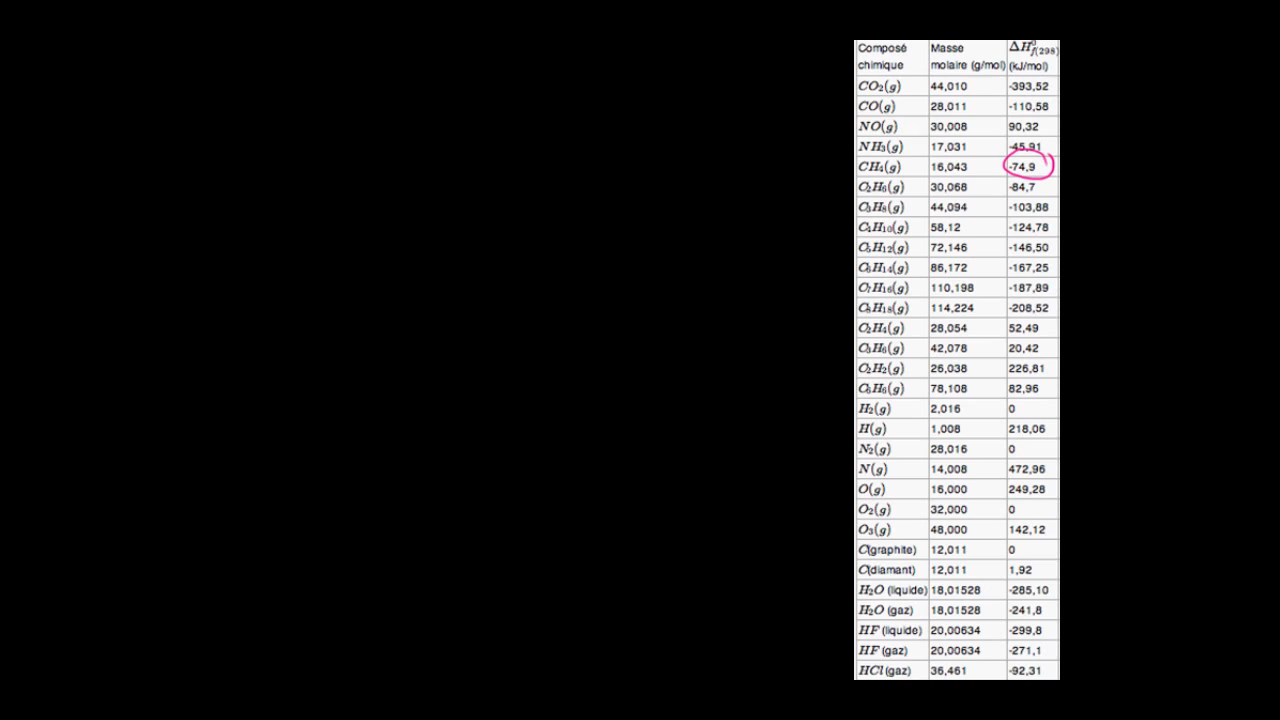 Composé chimique Masse molaire (g/mol) ΔH⁰f(298) (kJ/mol)
CO₂(g) 44,010 -393,52
CO(g) 28,011 -110,58
NO(g) 30,008 90,32
NH₃(g) 17,031 -45,91
CH₄(g) 16,043 -74,9
C₂H₆(g) 30,068 -84,7
C₃H₈(g) 44,094 -103,88
C₄H₁₀(g) 58,12 -124,78
C₅H₁₂(g) 72,146 -146,50
C₆H₁₄(g) 86,172 -167,25
C₇H₁₆(g) 110,198 -187,89
C₈H₁₈(g) 114,224 -208,52
C₂H₄(g) 28,054 52,49
C₃H₆(g) 42,078 20,42
C₂H₂(g) 26,038 226,81
C₆H₆(g) 78,108 82,96
H₂(g) 2,016 0
H(g) 1,008 218,06
N₂(g) 28,016 0
N(g) 14,008 472,96
O(g) 16,000 249,28
O₂(g) 32,000 0
O₃(g) 48,000 142,12
C(graphite) 12,011 0
C(diamant) 12,011 1,92
H₂O (liquide) 18,01528 -285,10
H₂O (gaz) 18,01528 -241,8
HF (liquide) 20,00634 -299,8
HF (gaz) 20,00634 -271,1
HCl (gaz) 36,461 -92,31